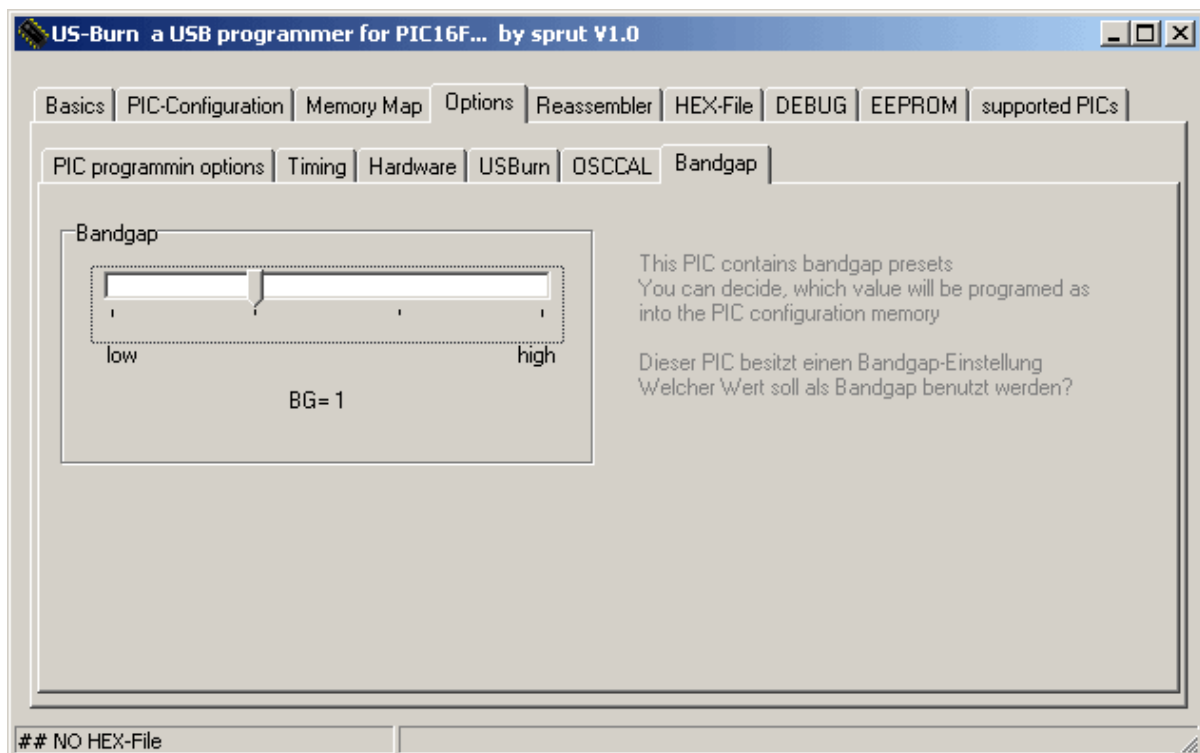 US-Burn a USB programmer for PIC16F... by sprut V1.0
Basics PIC-Configuration Memory Map Options Reassembler HEX-File DEBUG EEPROM supported PICs
PIC programmin options Timing Hardware USBurn OSCCAL Bandgap
Bandgap
low high
BG= 1
This PIC contains bandgap presets
You can decide, which value will be programed as
into the PIC configuration memory
Dieser PIC besitzt einen Bandgap-Einstellung
Welcher Wert soll als Bandgap benutzt werden?
## NO HEX-File